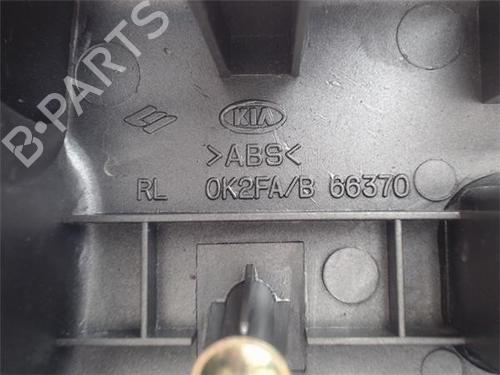 B-PARTS
KIA
>ABS<
RL 0K2FA/B 66370